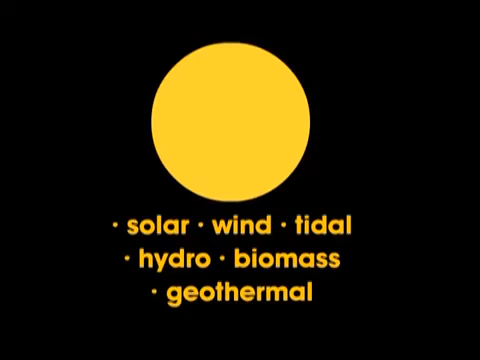 · solar · wind · tidal
· hydro · biomass
· geothermal